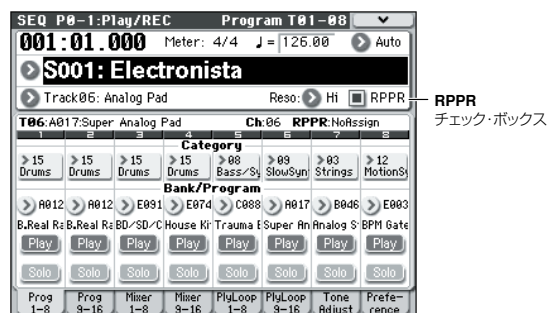 SEQ P0-1:Play/REC Program T01-08
001:01.000 Meter: 4/4 ♩= 126.00 Auto
S001: Electronista
Track06: Analog Pad Reso: Hi RPPR
RPPR
チェック・ボックス
T06:A017:Super Analog Pad Ch:06 RPPR:NoAssign
1 2 3 4 5 6 7 8
Category
15 15 15 15 08 09 03 12
Drums Drums Drums Drums Bass/Sy SlowSyn Strings MotionSy
Bank/Program
A012 A012 E091 E074 C088 A017 B046 E003
B.Real Ra B.Real Ra BD/SD/C House Ki Trauma Super An Analog S BPM Gate
Play Play Play Play Play Play Play Play
Solo Solo Solo Solo Solo Solo Solo Solo
Prog Prog Mixer Mixer PlyLoop PlyLoop Tone Prefe-
1-8 9-16 1-8 9-16 1-8 9-16 Adjust rence